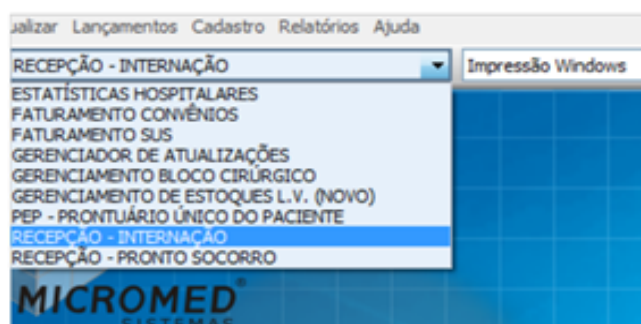 ualizar Lançamentos Cadastro Relatórios Ajuda
RECEPÇÃO - INTERNAÇÃO Impressão Windows
ESTATÍSTICAS HOSPITALARES
FATURAMENTO CONVÊNIOS
FATURAMENTO SUS
GERENCIADOR DE ATUALIZAÇÕES
GERENCIAMENTO BLOCO CIRÚRGICO
GERENCIAMENTO DE ESTOQUES L.V. (NOVO)
PEP - PRONTUÁRIO ÚNICO DO PACIENTE
RECEPÇÃO - INTERNAÇÃO
RECEPÇÃO - PRONTO SOCORRO
MICROMED®
SISTEMAS